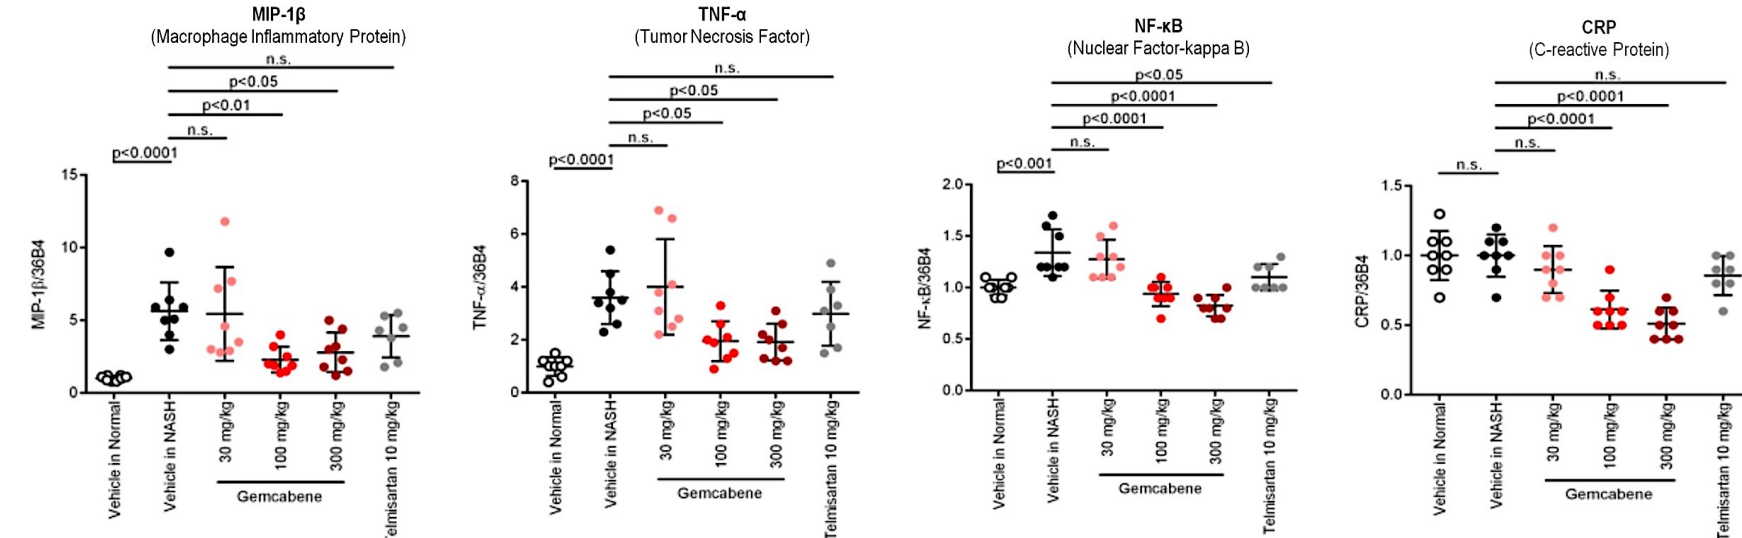 MIP-1β
(Macrophage Inflammatory Protein)
n.s.
p<0.05
p<0.01
n.s.
p<0.0001
15
10
5
0
MIP-1β/36B4
Vehicle in Normal
Vehicle in NASH
30 mg/kg
100 mg/kg
300 mg/kg
Telmisartan 10 mg/kg
Gemcabene
TNF-α
(Tumor Necrosis Factor)
n.s.
p<0.05
p<0.05
n.s.
p<0.0001
8
6
4
2
0
TNF-α/36B4
Vehicle in Normal
Vehicle in NASH
30 mg/kg
100 mg/kg
300 mg/kg
Telmisartan 10 mg/kg
Gemcabene
NF-κB
(Nuclear Factor-kappa B)
p<0.05
p<0.0001
p<0.0001
n.s.
p<0.001
2.0
1.5
1.0
0.5
0.0
NF-κB/36B4
Vehicle in Normal
Vehicle in NASH
30 mg/kg
100 mg/kg
300 mg/kg
Telmisartan 10 mg/kg
Gemcabene
CRP
(C-reactive Protein)
n.s.
p<0.0001
p<0.0001
n.s.
n.s.
1.5
1.0
0.5
0.0
CRP/36B4
Vehicle in Normal
Vehicle in NASH
30 mg/kg
100 mg/kg
300 mg/kg
Telmisartan 10 mg/kg
Gemcabene